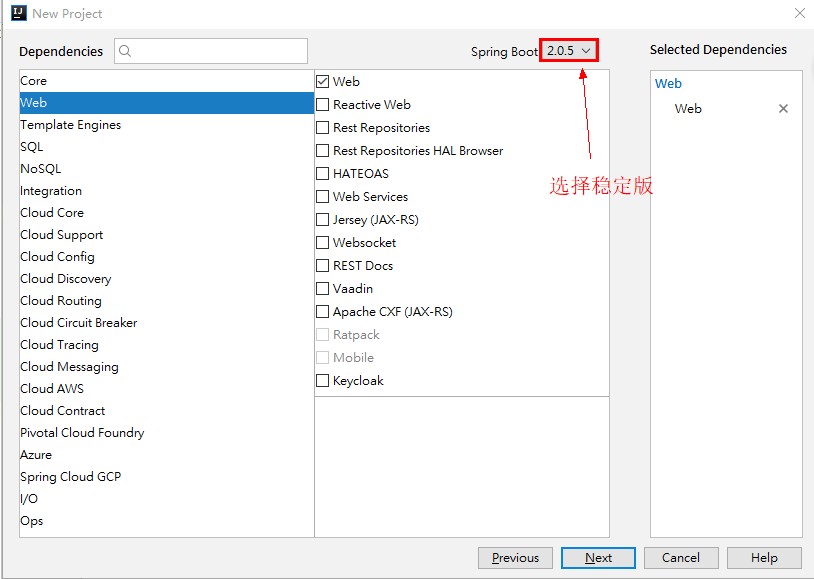 New Project
Dependencies
Spring Boot 2.0.5
Selected Dependencies
Core
Web
Template Engines
SQL
NoSQL
Integration
Cloud Core
Cloud Support
Cloud Config
Cloud Discovery
Cloud Routing
Cloud Circuit Breaker
Cloud Tracing
Cloud Messaging
Cloud AWS
Cloud Contract
Pivotal Cloud Foundry
Azure
Spring Cloud GCP
I/O
Ops
Web
Reactive Web
Rest Repositories
Rest Repositories HAL Browser
HATEOAS
Web Services
Jersey (JAX-RS)
Websocket
REST Docs
Vaadin
Apache CXF (JAX-RS)
Ratpack
Mobile
Keycloak
选择稳定版
Web
Web
Previous
Next
Cancel
Help